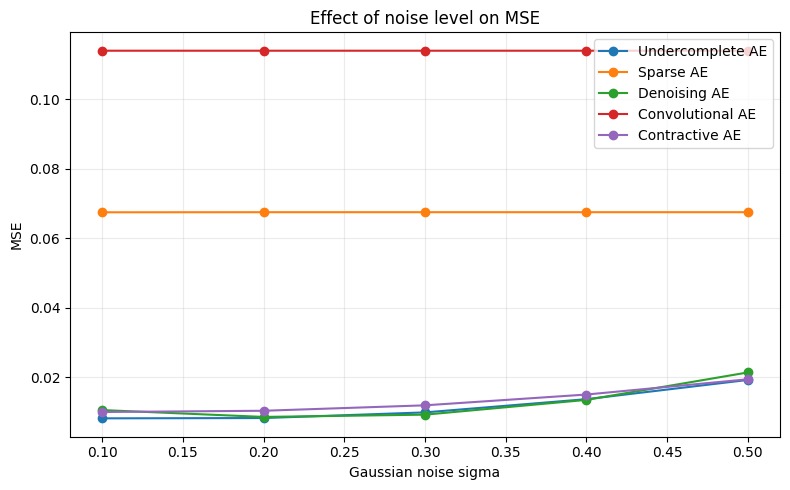 Effect of noise level on MSE
Undercomplete AE
Sparse AE
Denoising AE
Convolutional AE
Contractive AE
MSE
0.10
0.08
0.06
0.04
0.02
0.10 0.15 0.20 0.25 0.30 0.35 0.40 0.45 0.50
Gaussian noise sigma